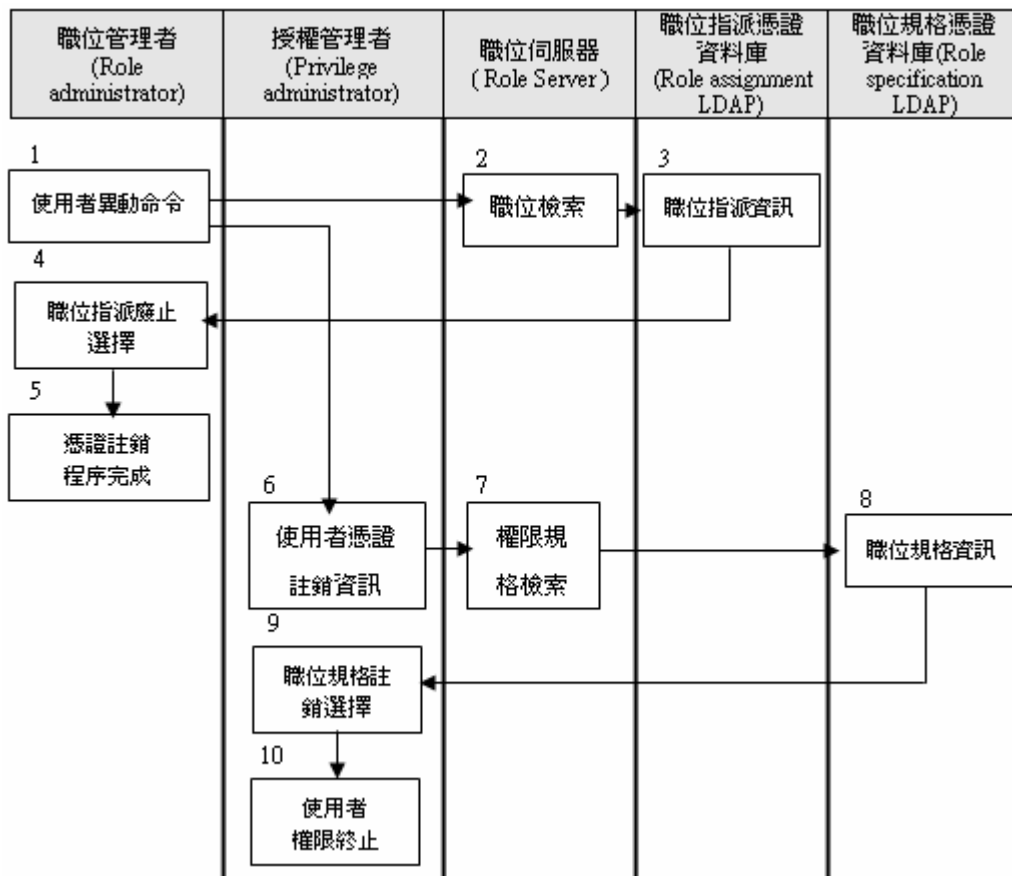 職位管理者
(Role
administrator)
授權管理者
(Privilege
administrator)
職位伺服器
( Role Server )
職位指派憑證
資料庫
(Role assignment
LDAP)
職位規格憑證
資料庫(Role
specification
LDAP)
1
使用者異動命令
2
職位檢索
3
職位指派資訊
4
職位指派廢止
選擇
5
憑證註銷
程序完成
6
使用者憑證
註銷資訊
7
權限規
格檢索
8
職位規格資訊
9
職位規格註
銷選擇
10
使用者
權限終止